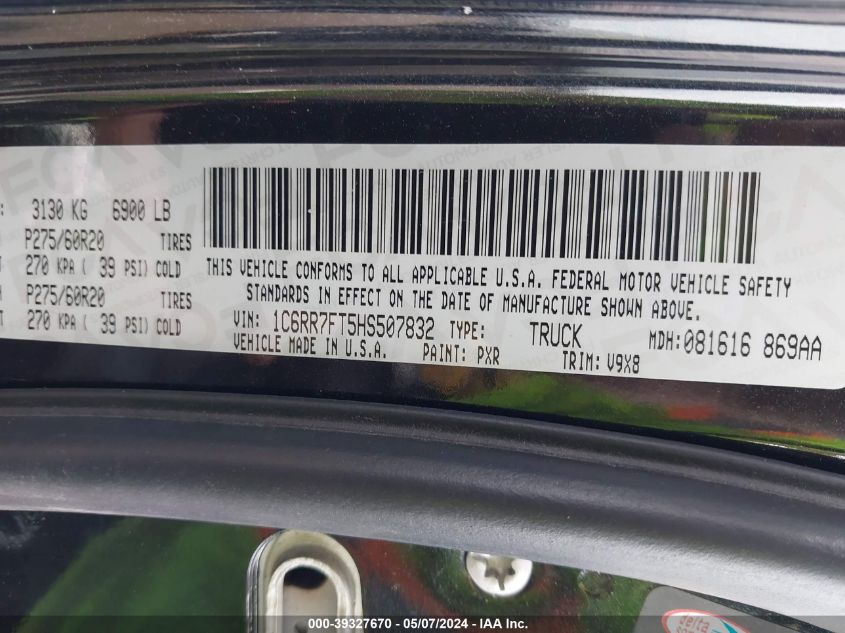 : 3130 KG 6900 LB
P275/60R20 TIRES
T 270 KPA ( 39 PSI) COLD
H P275/60R20 TIRES
T 270 KPA ( 39 PSI) COLD
THIS VEHICLE CONFORMS TO ALL APPLICABLE U.S.A. FEDERAL MOTOR VEHICLE SAFETY
STANDARDS IN EFFECT ON THE DATE OF MANUFACTURE SHOWN ABOVE.
VIN: 1C6RR7FT5HS507832 TYPE: TRUCK MDH:081616 869AA
VEHICLE MADE IN U.S.A. PAINT: PXR TRIM: V9X8
delta
000-39327670 - 05/07/2024 - IAA Inc.